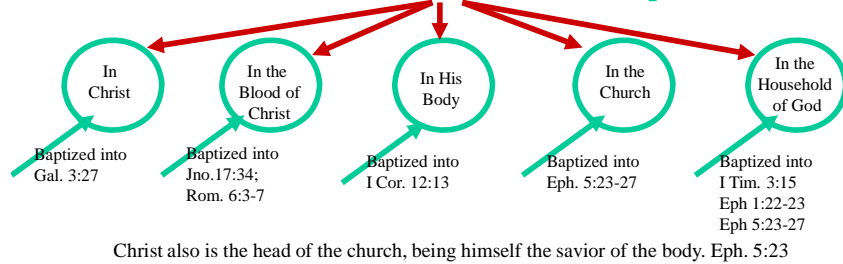 In
Christ
In the
Blood of
Christ
In His
Body
In the
Church
In the
Household
of God
Baptized into
Gal. 3:27
Baptized into
Jno.17:34;
Rom. 6:3-7
Baptized into
I Cor. 12:13
Baptized into
Eph. 5:23-27
Baptized into
I Tim. 3:15
Eph 1:22-23
Eph 5:23-27
Christ also is the head of the church, being himself the savior of the body. Eph. 5:23